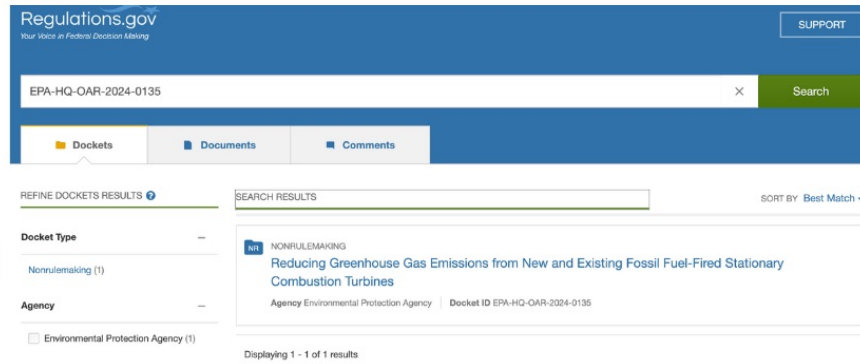 Regulations.gov
Your Voice in Federal Decision Making
SUPPORT
EPA-HQ-OAR-2024-0135
×
Search
Dockets
Documents
Comments
REFINE DOCKETS RESULTS ?
SEARCH RESULTS
SORT BY Best Match
Docket Type –
Nonrulemaking (1)
Agency –
Environmental Protection Agency (1)
NR NONRULEMAKING
Reducing Greenhouse Gas Emissions from New and Existing Fossil Fuel-Fired Stationary
Combustion Turbines
Agency Environmental Protection Agency Docket ID EPA-HQ-OAR-2024-0135
Displaying 1 - 1 of 1 results